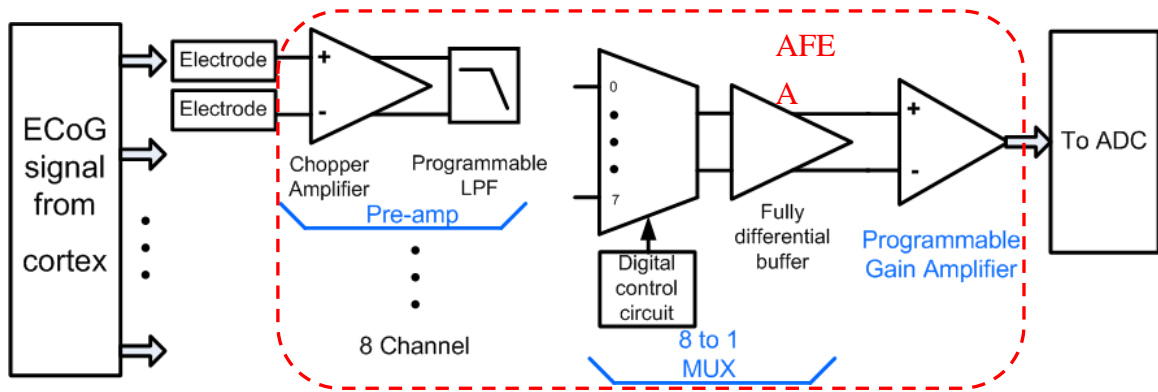 ECoG
signal
from
cortex
Electrode
Electrode
+
-
Chopper
Amplifier
Programmable
LPF
Pre-amp
8 Channel
0
7
Digital
control
circuit
8 to 1
MUX
AFE
A
Fully
differential
buffer
+
-
Programmable
Gain Amplifier
To ADC